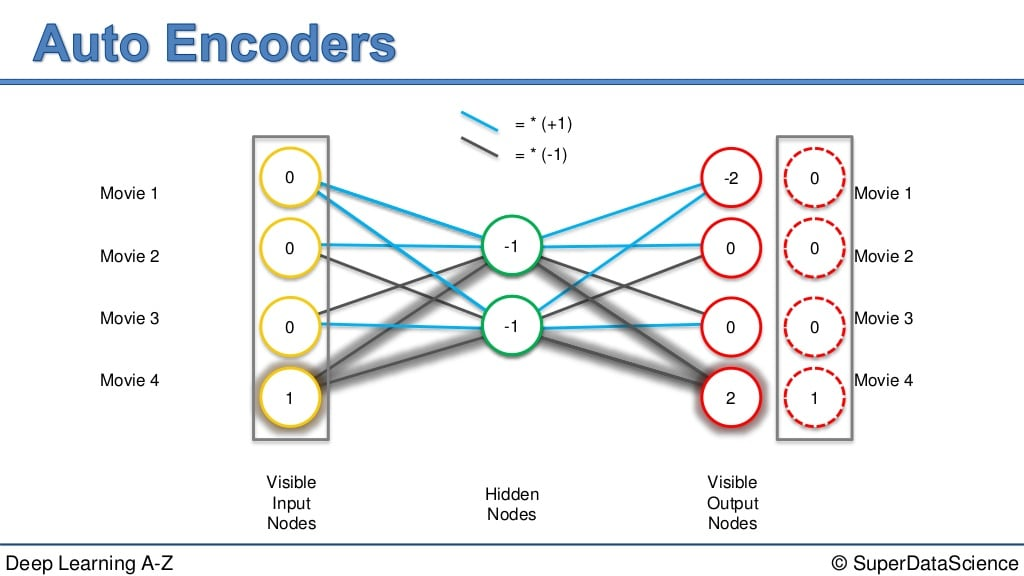 Auto Encoders
= * (+1)
= * (-1)
Movie 1
0
-2
0
Movie 1
Movie 2
0
-1
0
0
Movie 2
Movie 3
0
-1
0
0
Movie 3
Movie 4
1
2
1
Movie 4
Visible
Input
Nodes
Hidden
Nodes
Visible
Output
Nodes
Deep Learning A-Z
© SuperDataScience